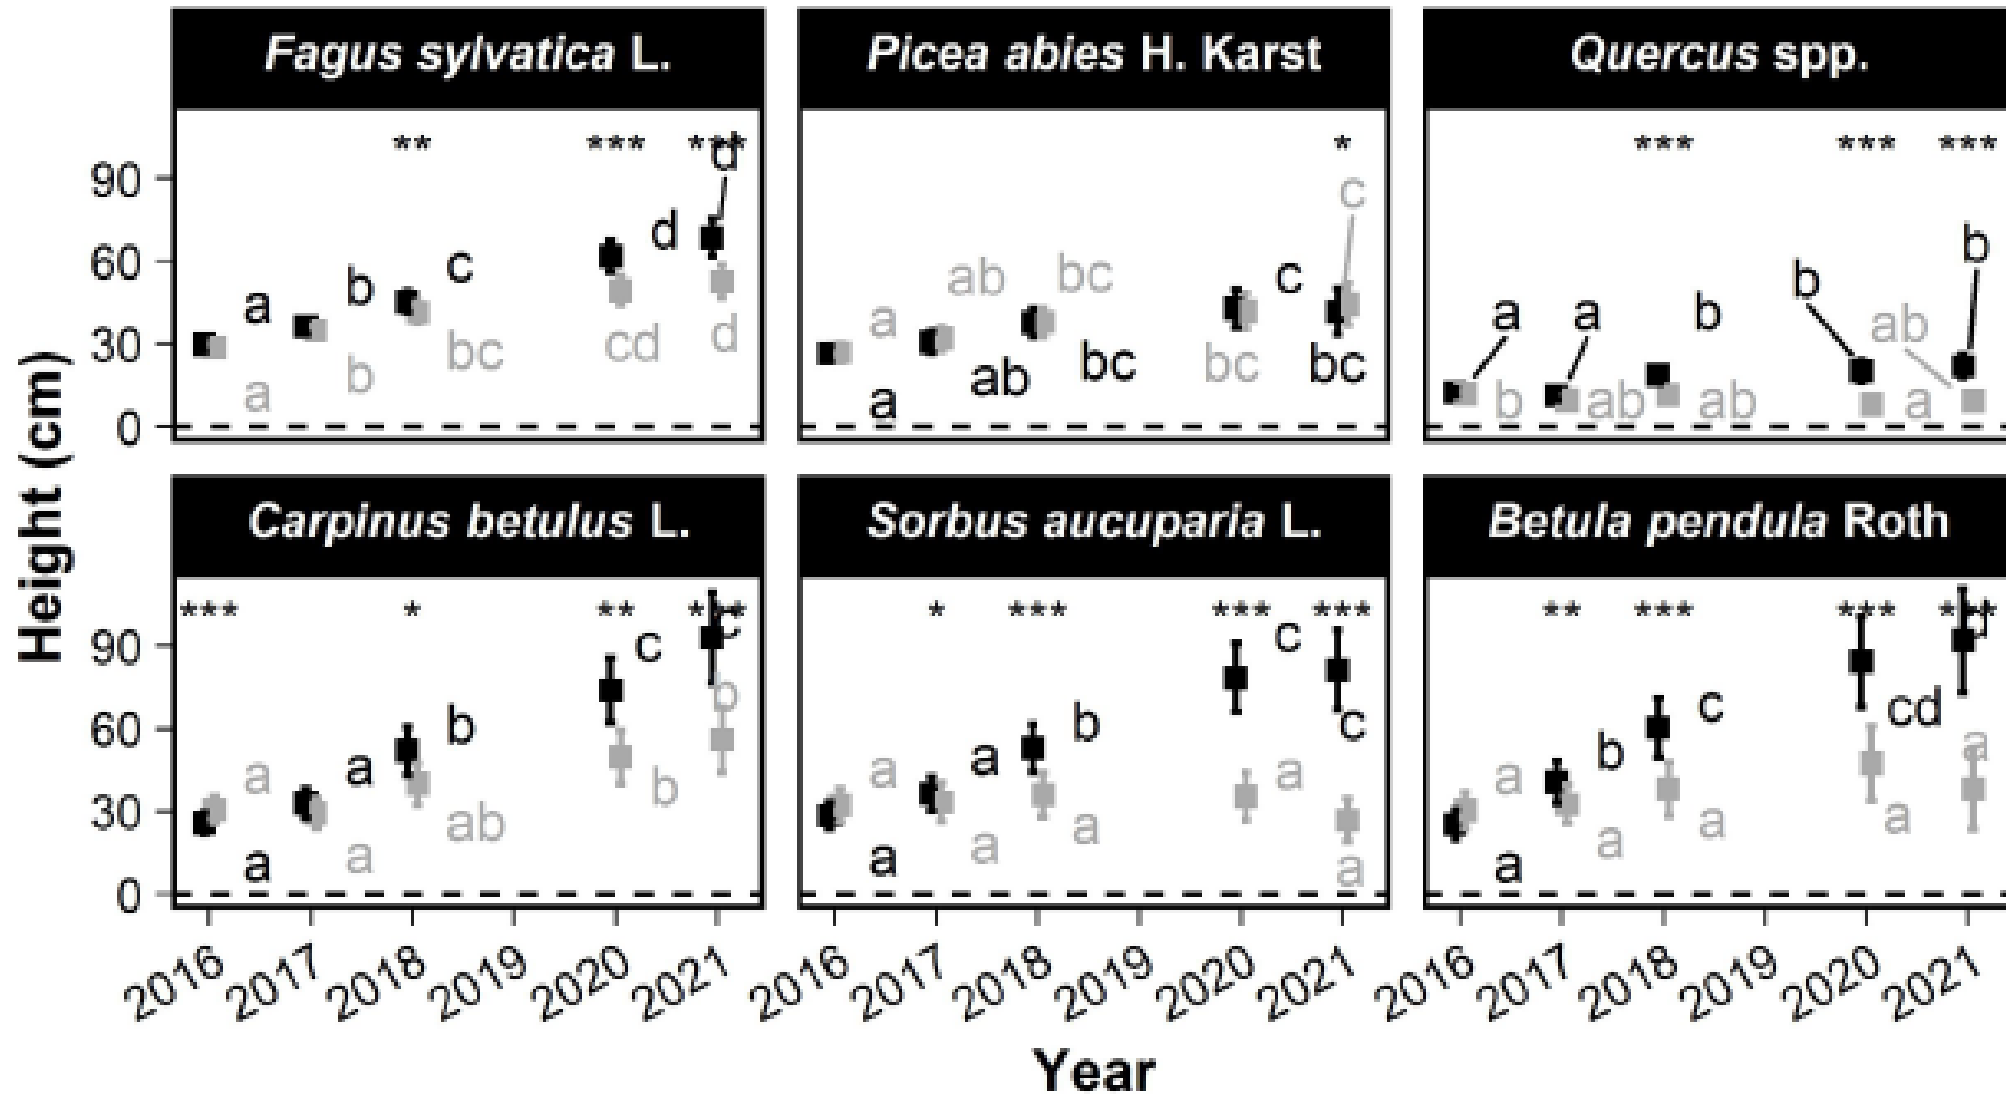 Fagus sylvatica L.
Picea abies H. Karst
Quercus spp.
** *** ***
*
*** *** ***
90
60
30
0
a b c d d
a b bc cd d
a ab bc bc c
a ab bc c bc
a a b b b
b ab ab a ab
Height (cm)
Carpinus betulus L.
Sorbus aucuparia L.
Betula pendula Roth
*** * ** ***
* *** *** ***
** *** *** ***
90
60
30
0
a a b c c
a a ab b b
a a b c c
a a a a a
a b c cd d
a a a a a
2016 2017 2018 2019 2020 2021
2016 2017 2018 2019 2020 2021
2016 2017 2018 2019 2020 2021
Year